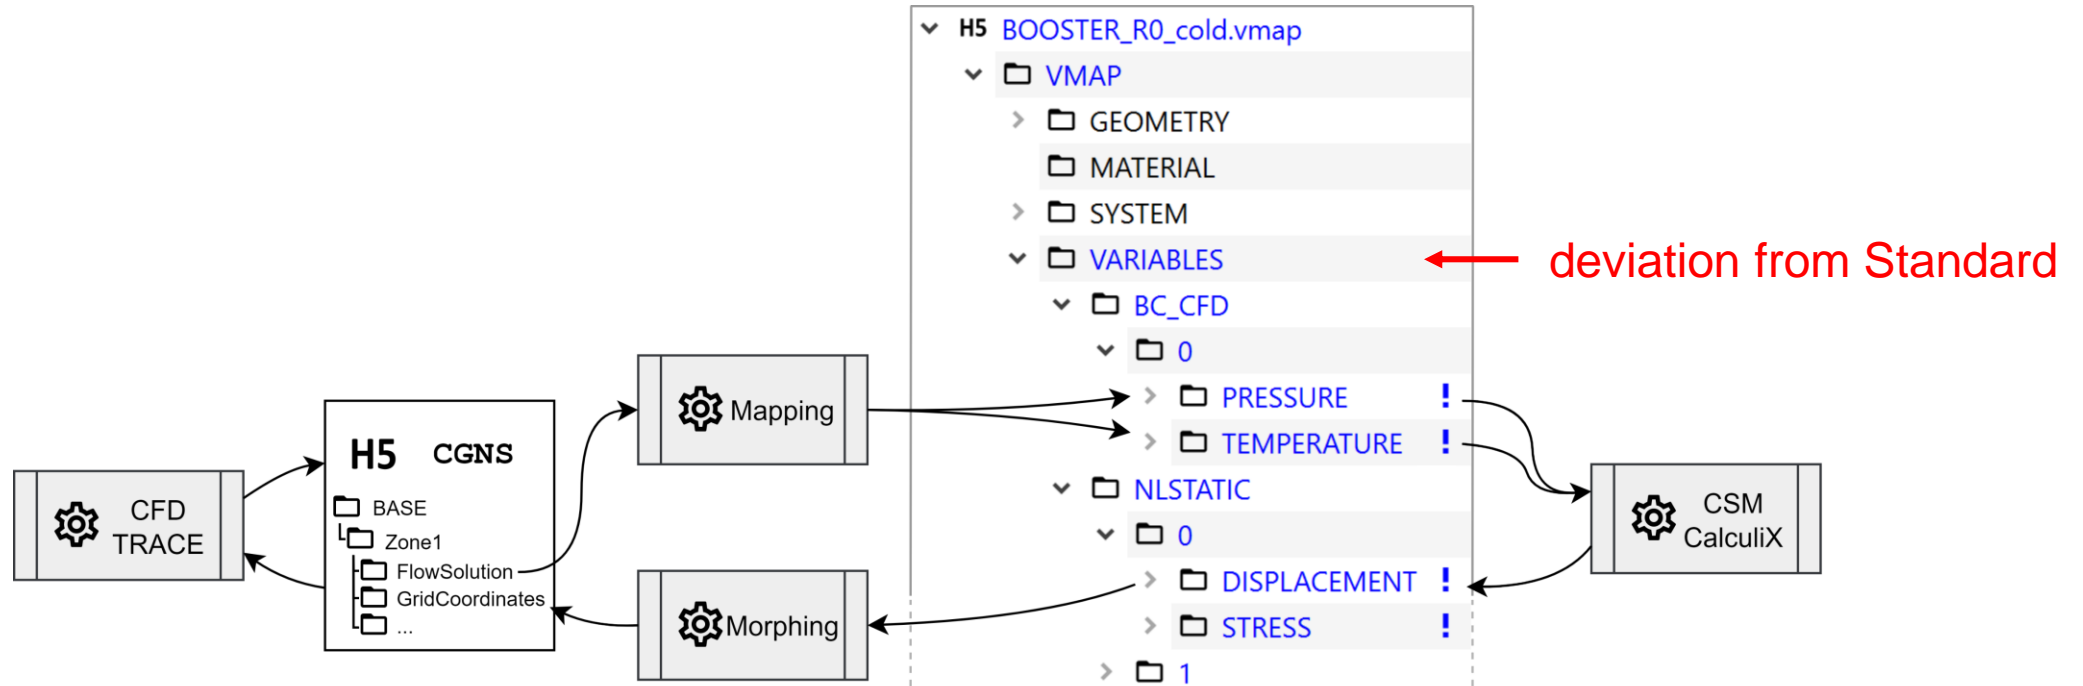 H5 BOOSTER_R0_cold.vmap
VMAP
GEOMETRY
MATERIAL
SYSTEM
VARIABLES
deviation from Standard
BC_CFD
0
PRESSURE !
TEMPERATURE !
NLSTATIC
0
DISPLACEMENT !
STRESS !
1
CFD
TRACE
H5 CGNS
BASE
Zone1
FlowSolution
GridCoordinates
...
Mapping
Morphing
CSM
CalculiX